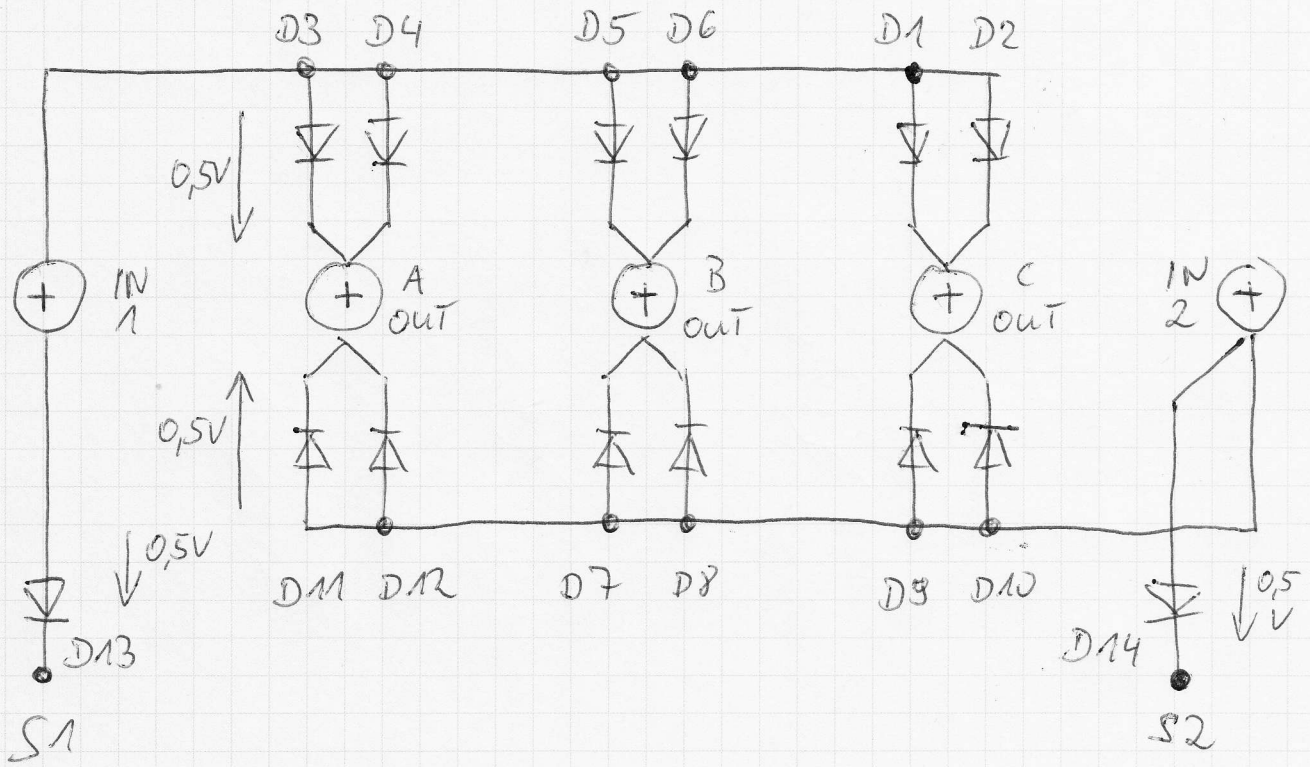 D3 D4 D5 D6 D1 D2
0,5V
+ IN 1
+ A OUT
+ B OUT
+ C OUT
IN 2 +
0,5V
0,5V
D11 D12 D7 D8 D9 D10
0,5 V
D13
D14
S1
S2